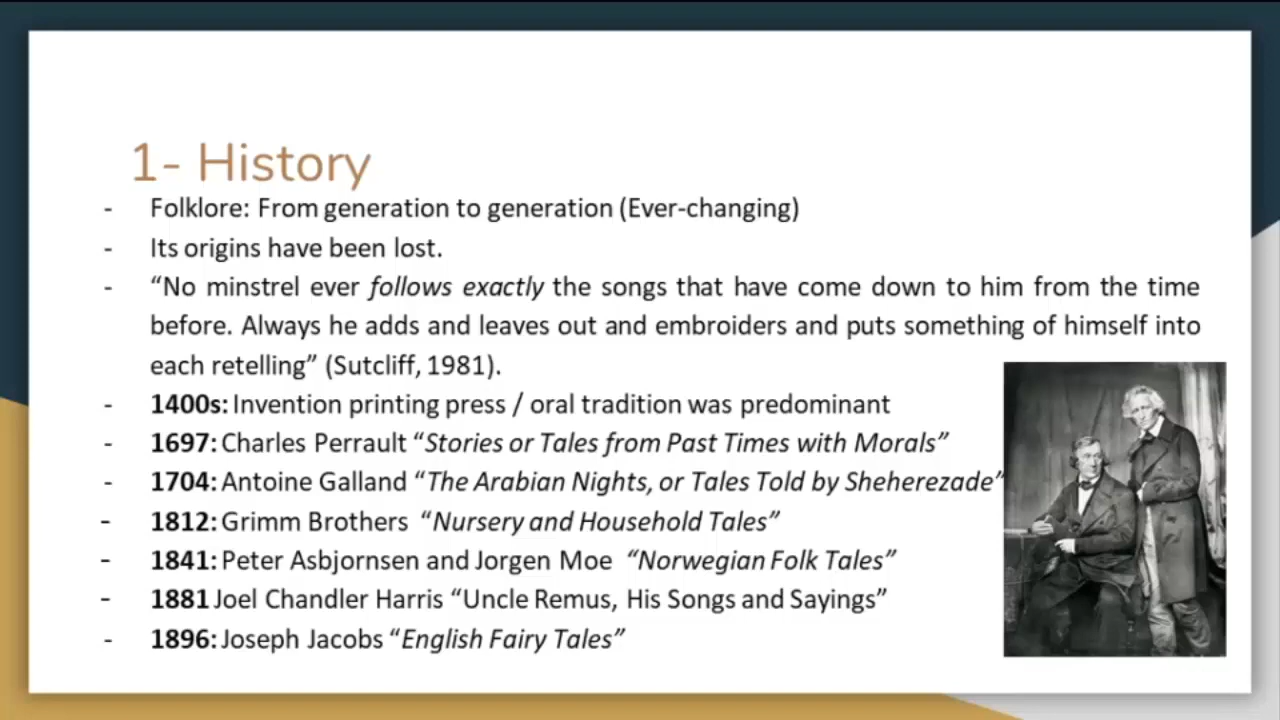 1- History
- Folklore: From generation to generation (Ever-changing)
- Its origins have been lost.
- “No minstrel ever follows exactly the songs that have come down to him from the time
before. Always he adds and leaves out and embroiders and puts something of himself into
each retelling” (Sutcliff, 1981).
- 1400s: Invention printing press / oral tradition was predominant
- 1697: Charles Perrault “Stories or Tales from Past Times with Morals”
- 1704: Antoine Galland “The Arabian Nights, or Tales Told by Sheherezade”
- 1812: Grimm Brothers “Nursery and Household Tales”
- 1841: Peter Asbjornsen and Jorgen Moe “Norwegian Folk Tales”
- 1881 Joel Chandler Harris “Uncle Remus, His Songs and Sayings”
- 1896: Joseph Jacobs “English Fairy Tales”